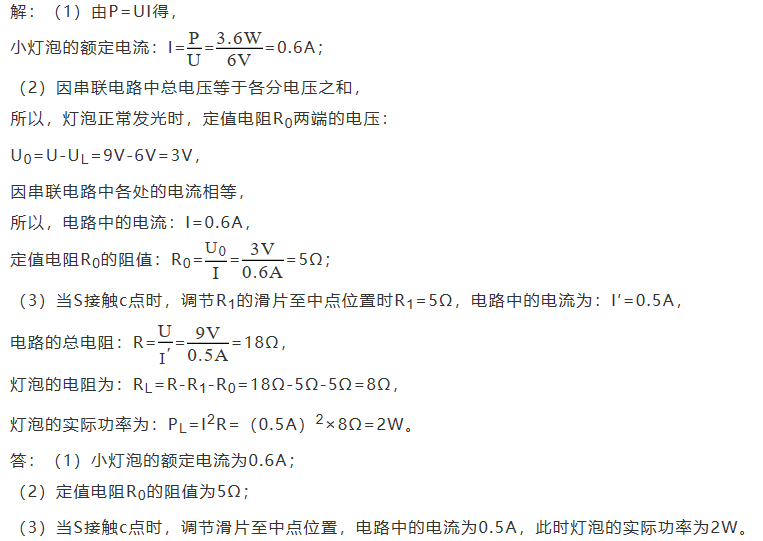 解：（1）由P=UI得，
小灯泡的额定电流：I=P/U=3.6W/6V=0.6A；
（2）因串联电路中总电压等于各分电压之和，
所以，灯泡正常发光时，定值电阻R₀两端的电压：
U₀=U-U_L=9V-6V=3V，
因串联电路中各处的电流相等，
所以，电路中的电流：I=0.6A，
定值电阻R₀的阻值：R₀=U₀/I=3V/0.6A=5Ω；
（3）当S接触c点时，调节R₁的滑片至中点位置时R₁=5Ω，电路中的电流为：I′=0.5A，
电路的总电阻：R=U/I′=9V/0.5A=18Ω，
灯泡的电阻为：R_L=R-R₁-R₀=18Ω-5Ω-5Ω=8Ω，
灯泡的实际功率为：P_L=I²R=（0.5A）²×8Ω=2W。
答：（1）小灯泡的额定电流为0.6A；
（2）定值电阻R₀的阻值为5Ω；
（3）当S接触c点时，调节滑片至中点位置，电路中的电流为0.5A，此时灯泡的实际功率为2W。